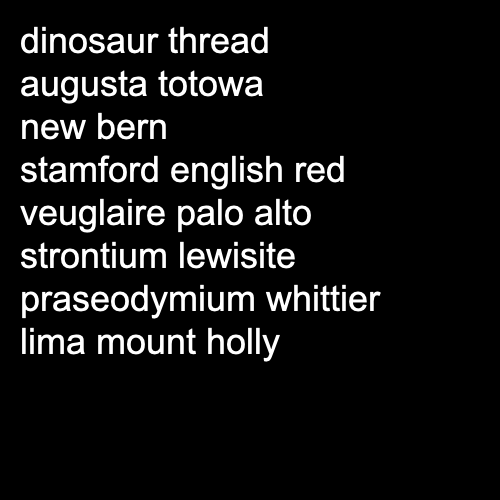 dinosaur thread
augusta totowa
new bern
stamford english red
veuglaire palo alto
strontium lewisite
praseodymium whittier
lima mount holly